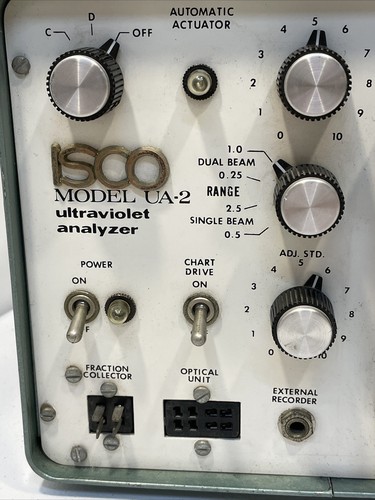 AUTOMATIC
ACTUATOR
C
D
OFF
0
1
2
3
4
5
6
7
8
9
10
ISCO
MODEL UA-2
ultraviolet
analyzer
1.0
DUAL BEAM
0.25
RANGE
2.5
SINGLE BEAM
0.5
ADJ. STD.
0
1
2
3
4
5
6
7
8
9
10
POWER
ON
F
CHART
DRIVE
ON
FRACTION
COLLECTOR
OPTICAL
UNIT
EXTERNAL
RECORDER